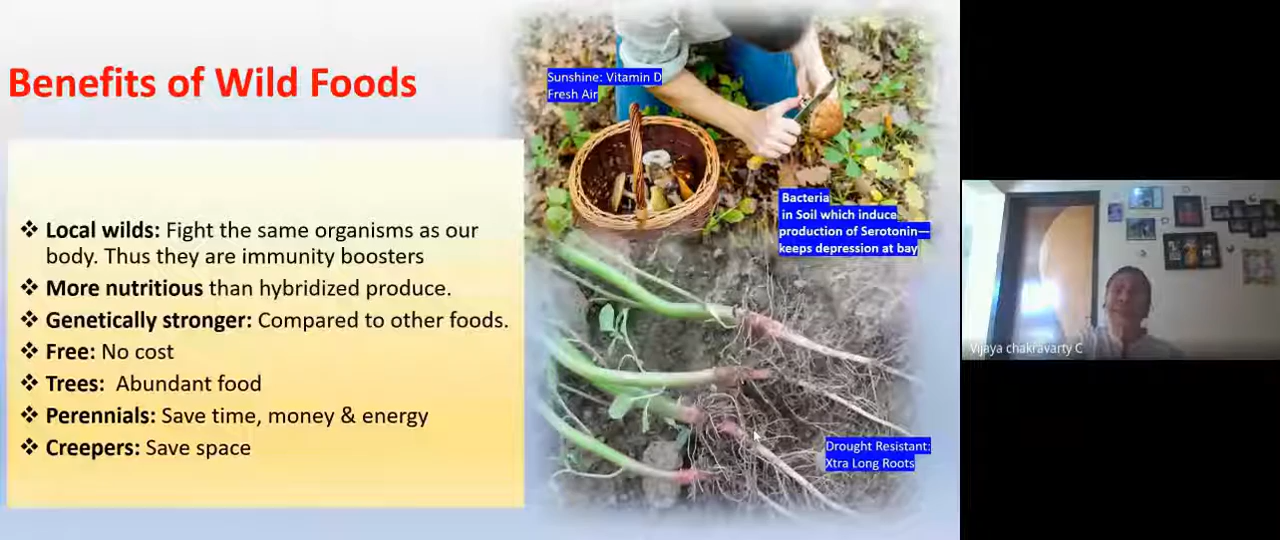 Benefits of Wild Foods
❖ Local wilds: Fight the same organisms as our
body. Thus they are immunity boosters
❖ More nutritious than hybridized produce.
❖ Genetically stronger: Compared to other foods.
❖ Free: No cost
❖ Trees: Abundant food
❖ Perennials: Save time, money & energy
❖ Creepers: Save space
Sunshine: Vitamin D
Fresh Air
Bacteria
in Soil which induce
production of Serotonin—
keeps depression at bay
Drought Resistant:
Xtra Long Roots
Vijaya chakravarty C